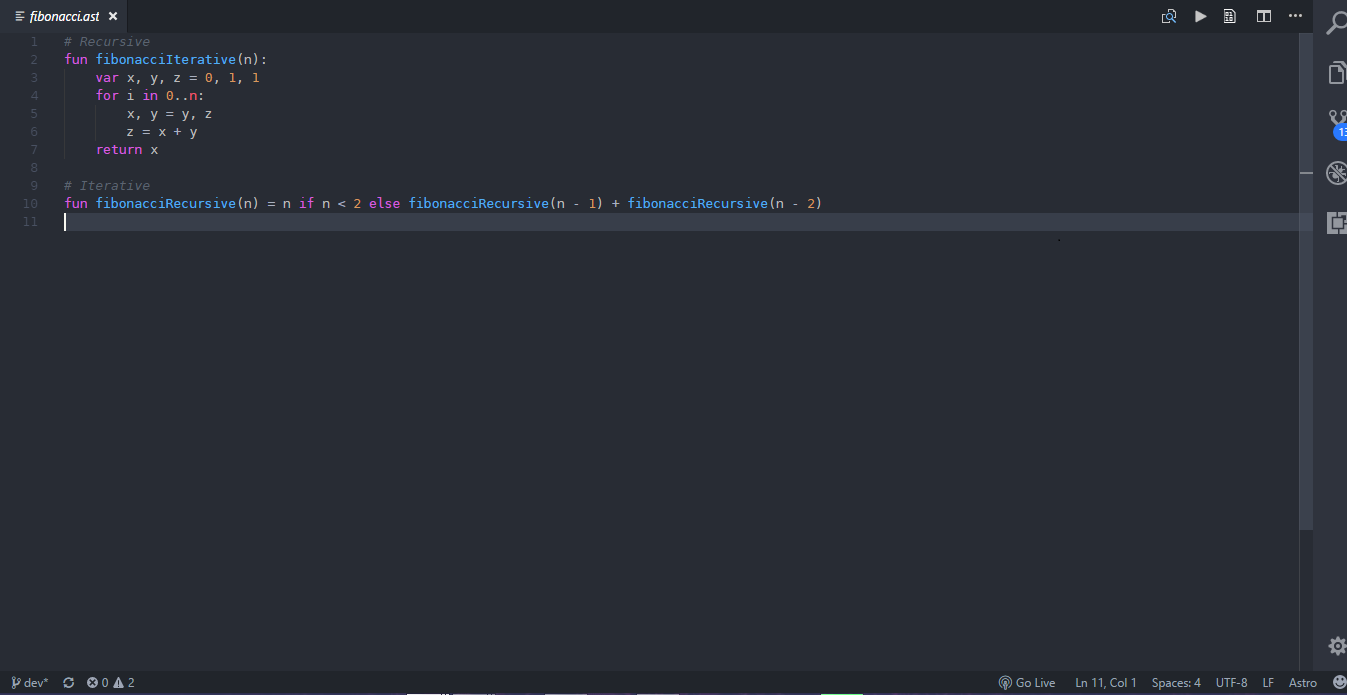 fibonacci.ast
1 # Recursive
2 fun fibonacciIterative(n):
3     var x, y, z = 0, 1, 1
4     for i in 0..n:
5         x, y = y, z
6         z = x + y
7     return x
8
9 # Iterative
10 fun fibonacciRecursive(n) = n if n < 2 else fibonacciRecursive(n - 1) + fibonacciRecursive(n - 2)
11
dev* 0 2 Go Live Ln 11, Col 1 Spaces: 4 UTF-8 LF Astro